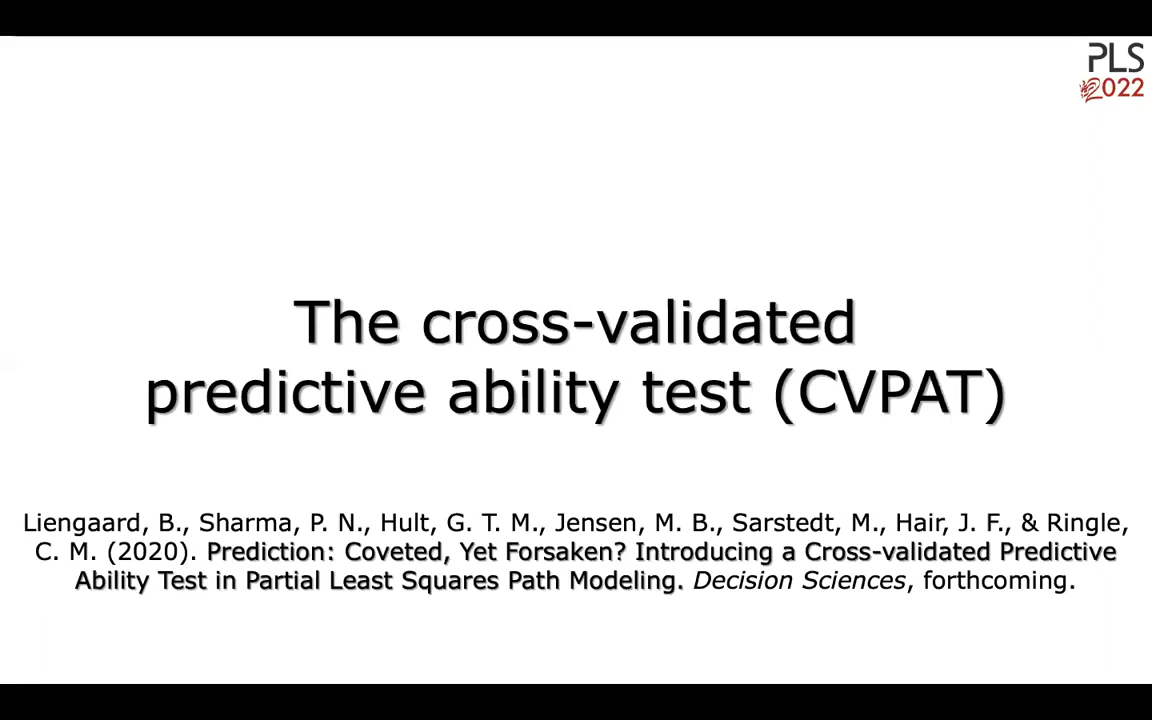 PLS
2022
The cross-validated
predictive ability test (CVPAT)
Liengaard, B., Sharma, P. N., Hult, G. T. M., Jensen, M. B., Sarstedt, M., Hair, J. F., & Ringle,
C. M. (2020). Prediction: Coveted, Yet Forsaken? Introducing a Cross-validated Predictive
Ability Test in Partial Least Squares Path Modeling. Decision Sciences, forthcoming.